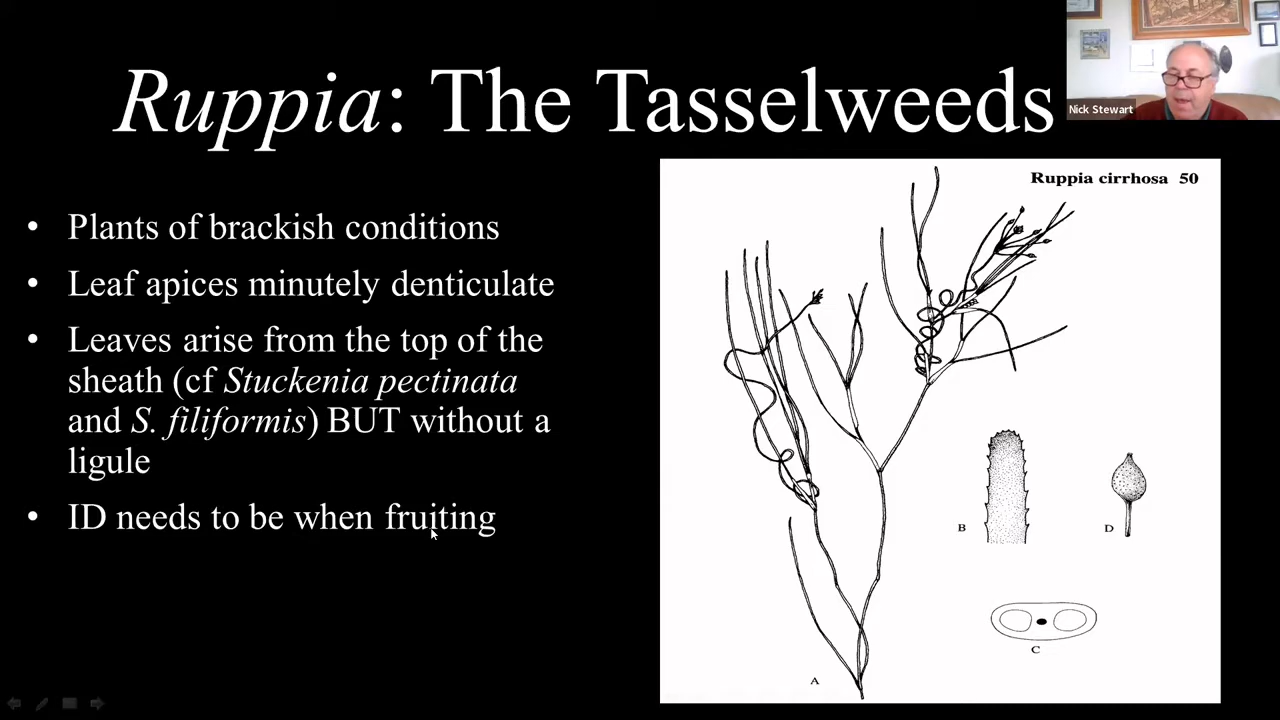 Ruppia: The Tasselweeds
Nick Stewart
• Plants of brackish conditions
• Leaf apices minutely denticulate
• Leaves arise from the top of the
sheath (cf Stuckenia pectinata
and S. filiformis) BUT without a
ligule
• ID needs to be when fruiting
Ruppia cirrhosa 50
B
D
C
A